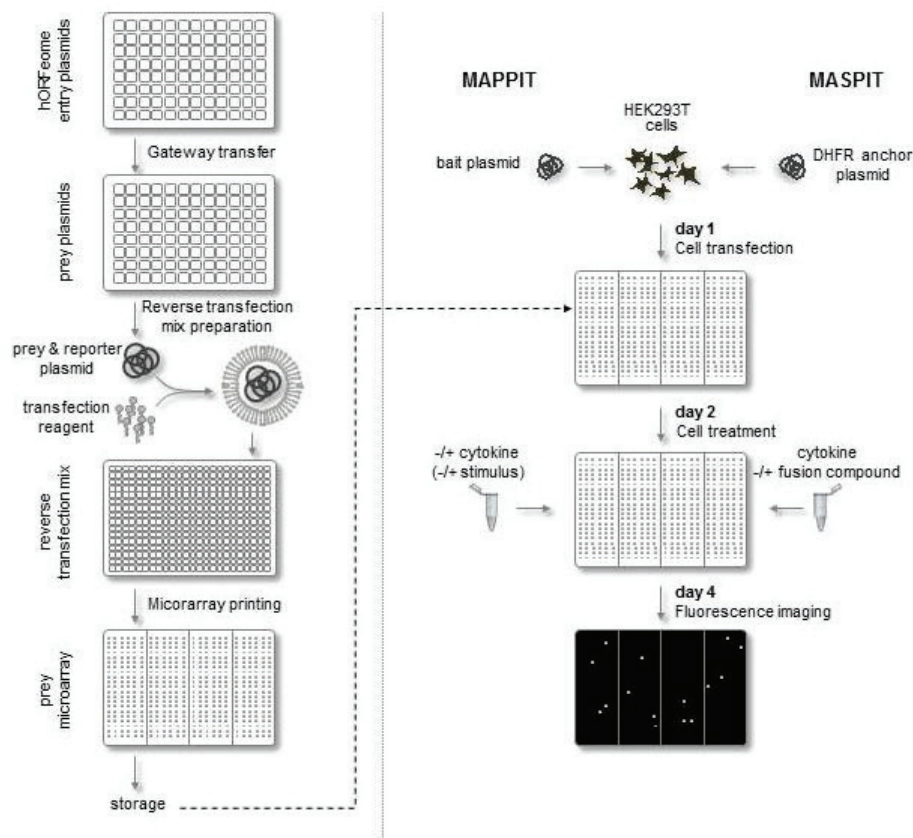 hORFeome
entry plasmids
Gateway transfer
prey plasmids
Reverse transfection
mix preparation
prey & reporter
plasmid
transfection
reagent
reverse
transfection mix
Micorarray printing
prey
microarray
storage
MAPPIT
MASPIT
HEK293T
cells
bait plasmid
DHFR anchor
plasmid
day 1
Cell transfection
day 2
Cell treatment
-/+ cytokine
(-/+ stimulus)
cytokine
-/+ fusion compound
day 4
Fluorescence imaging